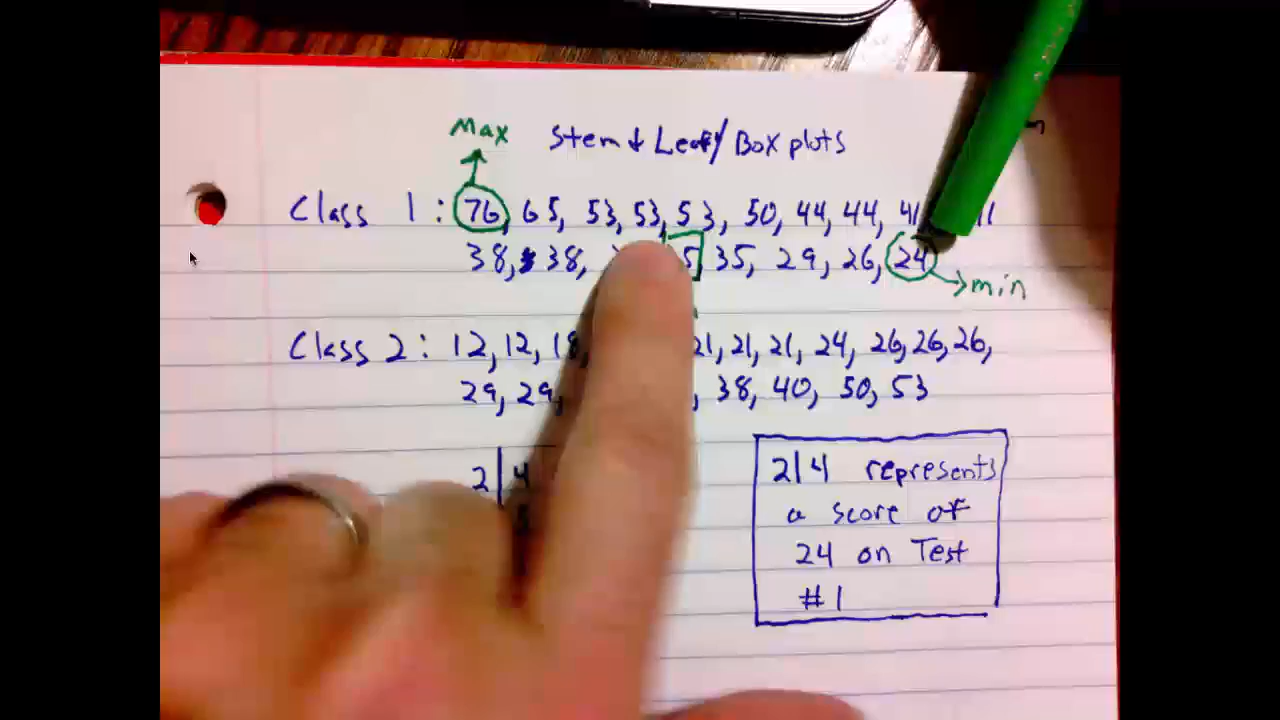 Max Stem & Leaf/ Box plots
Class 1: 76, 65, 53, 53, 53, 50, 44, 44, 41
38, 38, 35, 29, 26, 24
min
Class 2: 12, 12, 21, 21, 21, 24, 26, 26, 26,
29, 29, 38, 40, 50, 53
2|4
2|4 represents
a score of
24 on Test
#1